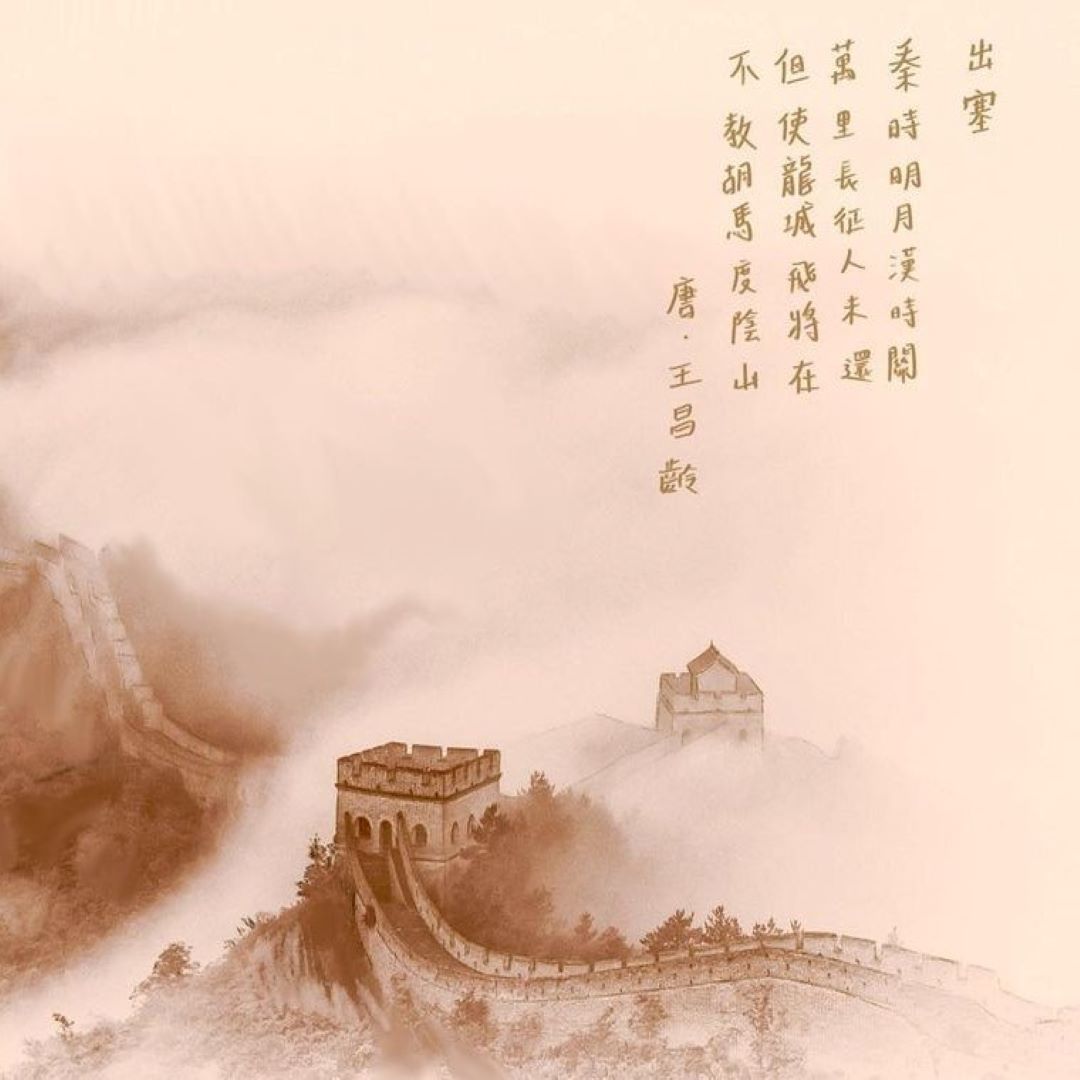 出塞
秦時明月漢時關
萬里長征人未還
但使龍城飛將在
不教胡馬度陰山
唐·王昌齡